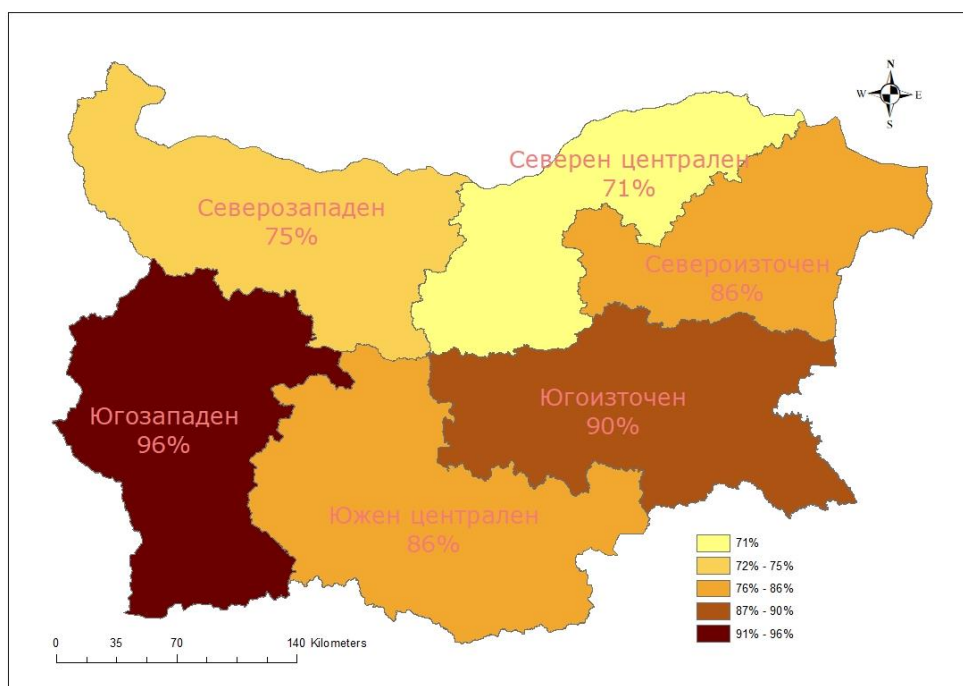 N
W E
S
Северен централен
71%
Северозападен
75%
Североизточен
86%
Югозападен
96%
Югоизточен
90%
Южен централен
86%
71%
72% - 75%
76% - 86%
87% - 90%
91% - 96%
0 35 70 140 Kilometers